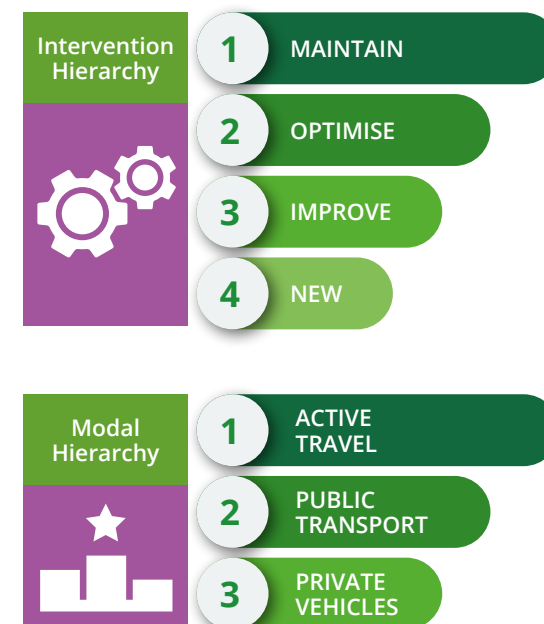 Intervention
Hierarchy
1 MAINTAIN
2 OPTIMISE
3 IMPROVE
4 NEW
Modal
Hierarchy
1 ACTIVE
TRAVEL
2 PUBLIC
TRANSPORT
3 PRIVATE
VEHICLES